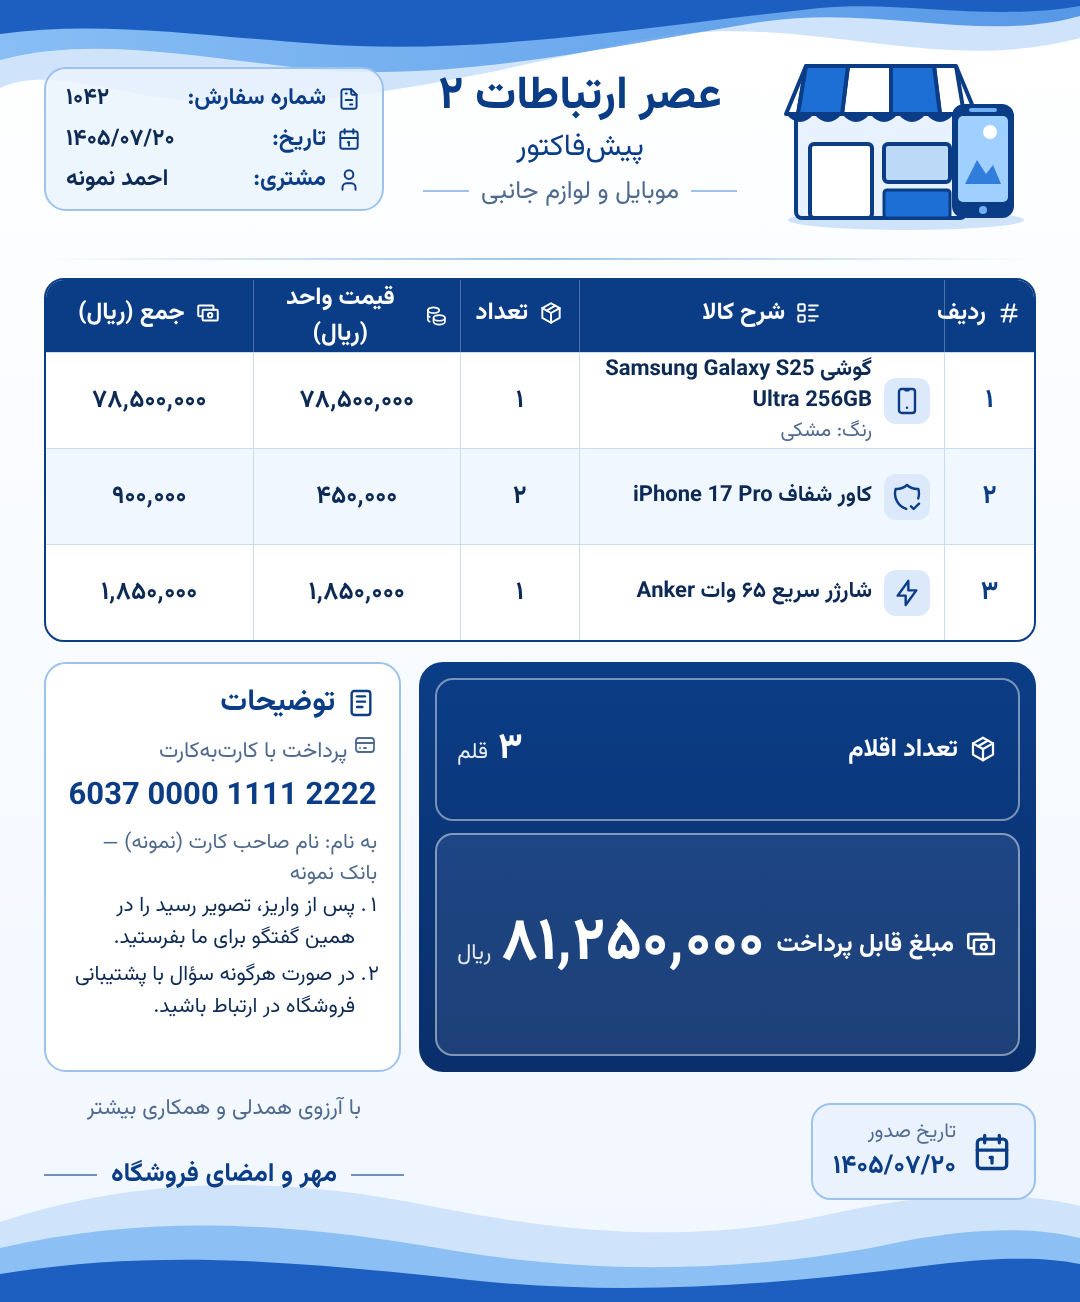 عصر ارتباطات ۲
پیش‌فاکتور
موبایل و لوازم جانبی
شماره سفارش: ۱۰۴۲
تاریخ: ۱۴۰۵/۰۷/۲۰
مشتری: احمد نمونه
# ردیف شرح کالا تعداد قیمت واحد (ریال) جمع (ریال)
۱ گوشی Samsung Galaxy S25 Ultra 256GB ۱ ۷۸,۵۰۰,۰۰۰ ۷۸,۵۰۰,۰۰۰
رنگ: مشکی
۲ کاور شفاف iPhone 17 Pro ۲ ۴۵۰,۰۰۰ ۹۰۰,۰۰۰
۳ شارژر سریع ۶۵ وات Anker ۱ ۱,۸۵۰,۰۰۰ ۱,۸۵۰,۰۰۰
تعداد اقلام ۳ قلم
مبلغ قابل پرداخت ۸۱,۲۵۰,۰۰۰ ریال
توضیحات
پرداخت با کارت‌به‌کارت
6037 0000 1111 2222
به نام: نام صاحب کارت (نمونه) –
بانک نمونه
۱. پس از واریز، تصویر رسید را در
همین گفتگو برای ما بفرستید.
۲. در صورت هرگونه سؤال با پشتیبانی
فروشگاه در ارتباط باشید.
تاریخ صدور
۱۴۰۵/۰۷/۲۰
با آرزوی همدلی و همکاری بیشتر
مهر و امضای فروشگاه